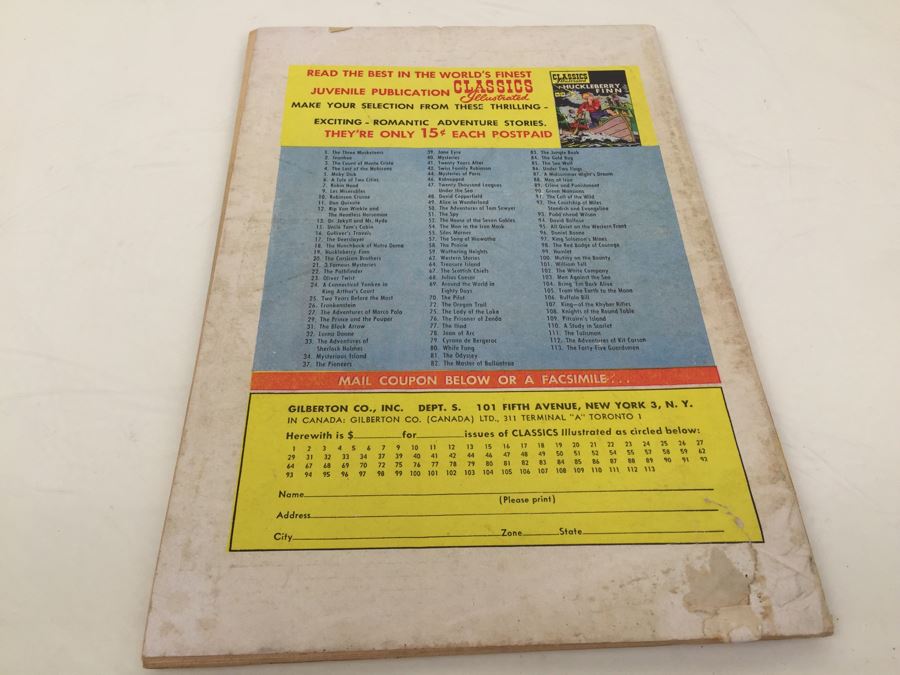 READ THE BEST IN THE WORLD'S FINEST
JUVENILE PUBLICATION CLASSICS Illustrated
MAKE YOUR SELECTION FROM THESE THRILLING -
EXCITING - ROMANTIC ADVENTURE STORIES.
THEY'RE ONLY 15¢ EACH POSTPAID
CLASSICS Illustrated
HUCKLEBERRY FINN
1. The Three Musketeers
2. Ivanhoe
3. The Count of Monte Cristo
4. The Last of the Mohicans
5. Moby Dick
6. A Tale of Two Cities
7. Robin Hood
9. Les Miserables
10. Robinson Crusoe
11. Don Quixote
12. Rip Van Winkle and
The Headless Horseman
13. Dr. Jekyll and Mr. Hyde
15. Uncle Tom's Cabin
16. Gulliver's Travels
17. The Deerslayer
18. The Hunchback of Notre Dame
19. Huckleberry Finn
20. The Corsican Brothers
21. 3 Famous Mysteries
22. The Pathfinder
23. Oliver Twist
24. A Connecticut Yankee in
King Arthur's Court
25. Two Years Before the Mast
26. Frankenstein
27. The Adventures of Marco Polo
29. The Prince and the Pauper
31. The Black Arrow
32. Lorna Doone
33. The Adventures of
Sherlock Holmes
34. Mysterious Island
37. The Pioneers
39. Jane Eyre
40. Mysteries
41. Twenty Years After
42. Swiss Family Robinson
44. Mysteries of Paris
46. Kidnapped
47. Twenty Thousand Leagues
Under the Sea
48. David Copperfield
49. Alice in Wonderland
50. The Adventures of Tom Sawyer
51. The Spy
52. The House of the Seven Gables
54. The Man in the Iron Mask
55. Silas Marner
57. The Song of Hiawatha
58. The Prairie
59. Wuthering Heights
62. Western Stories
64. Treasure Island
67. The Scottish Chiefs
68. Julius Caesar
69. Around the World in
Eighty Days
70. The Pilot
72. The Oregon Trail
75. The Lady of the Lake
76. The Prisoner of Zenda
77. The Iliad
78. Joan of Arc
79. Cyrano de Bergerac
80. White Fang
81. The Odyssey
82. The Master of Ballantrae
83. The Jungle Book
84. The Gold Bug
85. The Sea Wolf
86. Under Two Flags
87. A Midsummer Night's Dream
88. Men of Iron
89. Crime and Punishment
90. Green Mansions
91. The Call of the Wild
92. The Courtship of Miles
Standish and Evangeline
93. Pudd'nhead Wilson
94. David Balfour
95. All Quiet on the Western Front
96. Daniel Boone
97. King Solomon's Mines
98. The Red Badge of Courage
99. Hamlet
100. Mutiny on the Bounty
101. William Tell
102. The White Company
103. Men Against the Sea
104. Bring 'Em Back Alive
105. From the Earth to the Moon
106. Buffalo Bill
107. King—of the Khyber Rifles
108. Knights of the Round Table
109. Pitcairn's Island
110. A Study in Scarlet
111. The Talisman
112. The Adventures of Kit Carson
113. The Forty-Five Guardsmen
MAIL COUPON BELOW OR A FACSIMILE...
GILBERTON CO., INC. DEPT. S. 101 FIFTH AVENUE, NEW YORK 3, N. Y.
IN CANADA: GILBERTON CO. (CANADA) LTD., 311 TERMINAL "A" TORONTO 1
Herewith is $ for issues of CLASSICS Illustrated as circled below:
1 2 3 4 5 6 7 9 10 11 12 13 15 16 17 18 19 20 21 22 23 24 25 26 27
29 31 32 33 34 37 39 40 41 42 44 46 47 48 49 50 51 52 54 55 57 58 59 62
64 67 68 69 70 72 75 76 77 78 79 80 81 82 83 84 85 86 87 88 89 90 91 92
93 94 95 96 97 98 99 100 101 102 103 104 105 106 107 108 109 110 111 112 113
Name
(Please print)
Address
City Zone State